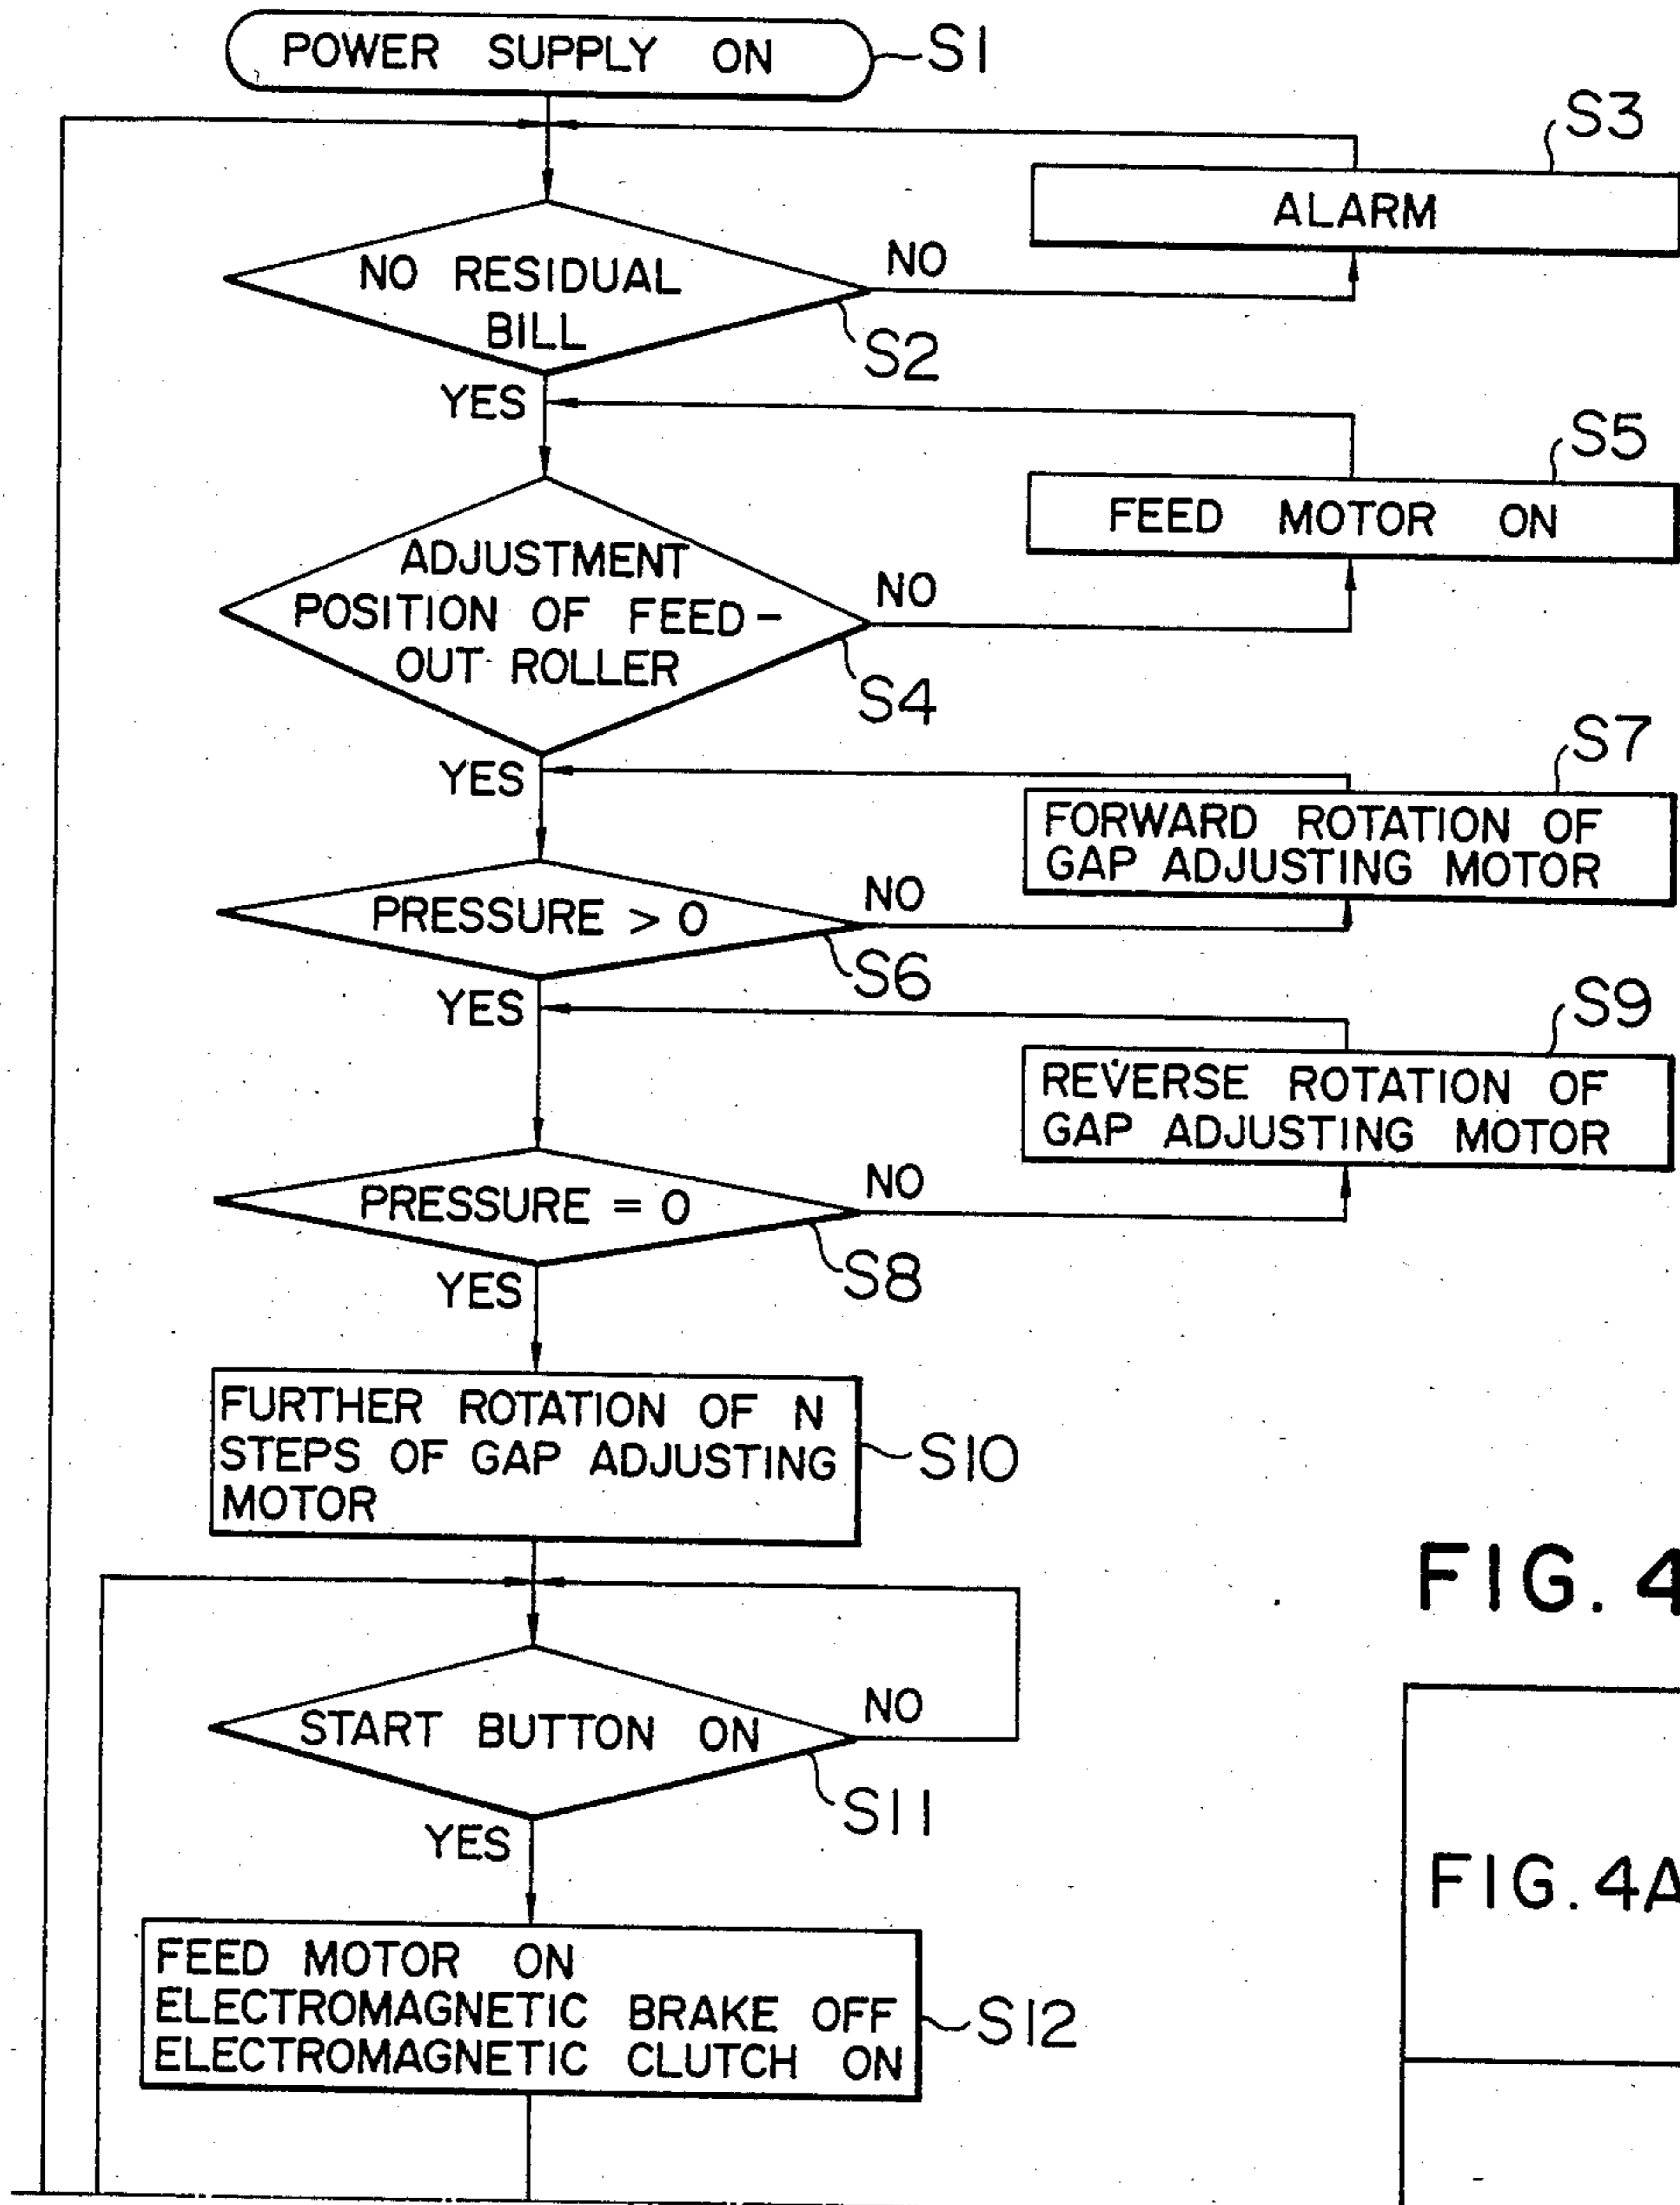 POWER SUPPLY ON
S1
S3
ALARM
NO RESIDUAL
BILL
NO
S2
YES
S5
FEED MOTOR ON
ADJUSTMENT
POSITION OF FEED-
OUT ROLLER
NO
S4
YES
S7
FORWARD ROTATION OF
GAP ADJUSTING MOTOR
PRESSURE > 0
NO
S6
YES
S9
REVERSE ROTATION OF
GAP ADJUSTING MOTOR
PRESSURE = 0
NO
S8
YES
FURTHER ROTATION OF N
STEPS OF GAP ADJUSTING
MOTOR
S10
FIG. 4
START BUTTON ON
NO
S11
YES
FIG. 4A
FEED MOTOR ON
ELECTROMAGNETIC BRAKE OFF
ELECTROMAGNETIC CLUTCH ON
S12